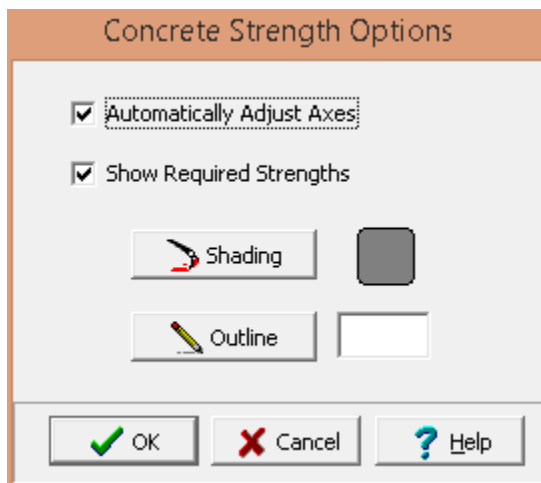 Concrete Strength Options
Automatically Adjust Axes
Show Required Strengths
Shading
Outline
OK Cancel Help